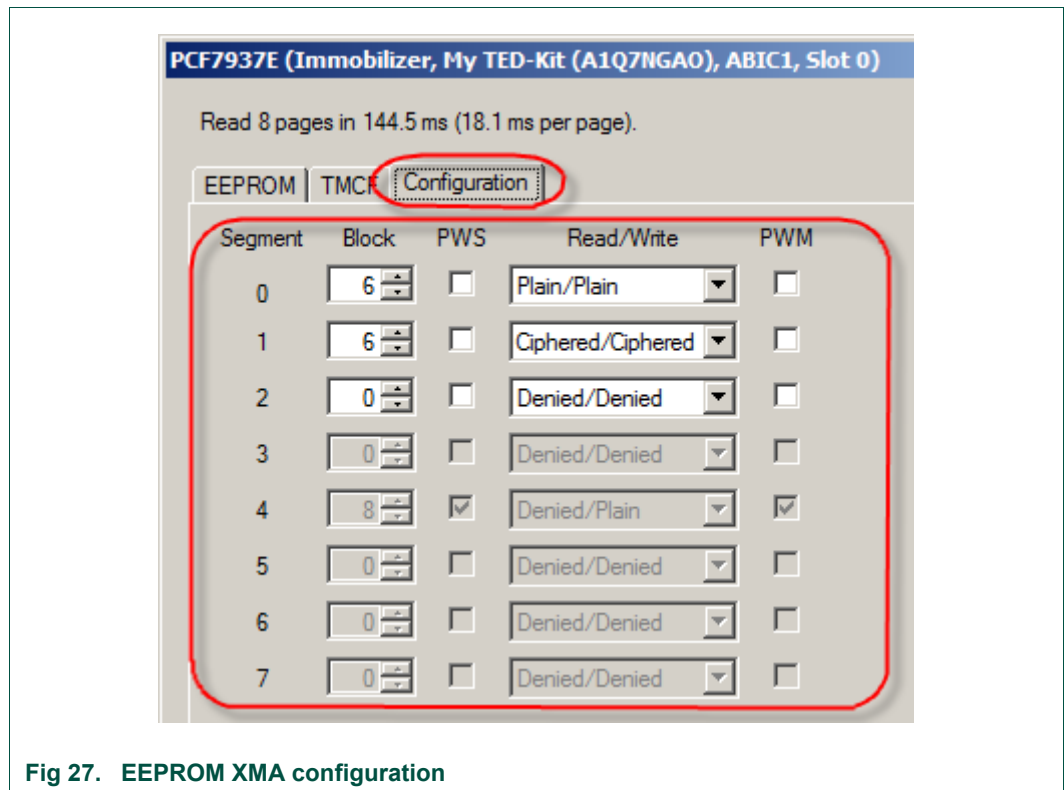 PCF7937E (Immobilizer, My TED-Kit (A1Q7NGAO), ABIC1, Slot 0)
Read 8 pages in 144.5 ms (18.1 ms per page).
EEPROM TMCF Configuration
Segment Block PWS Read/Write PWM
0 6 Plain/Plain
1 6 Ciphered/Ciphered
2 0 Denied/Denied
3 0 Denied/Denied
4 8 Denied/Plain
5 0 Denied/Denied
6 0 Denied/Denied
7 0 Denied/Denied
Fig 27. EEPROM XMA configuration